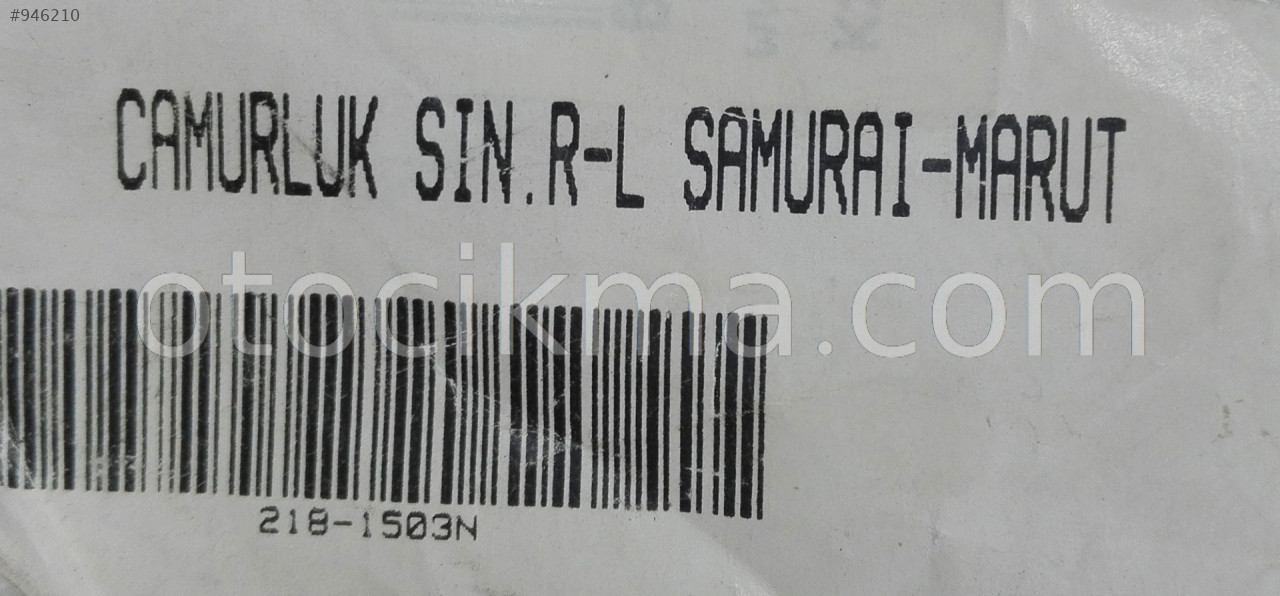 #946210
CAMURLUK SIN.R-L SAMURAI-MARUT
otocikma.com
218-1503N